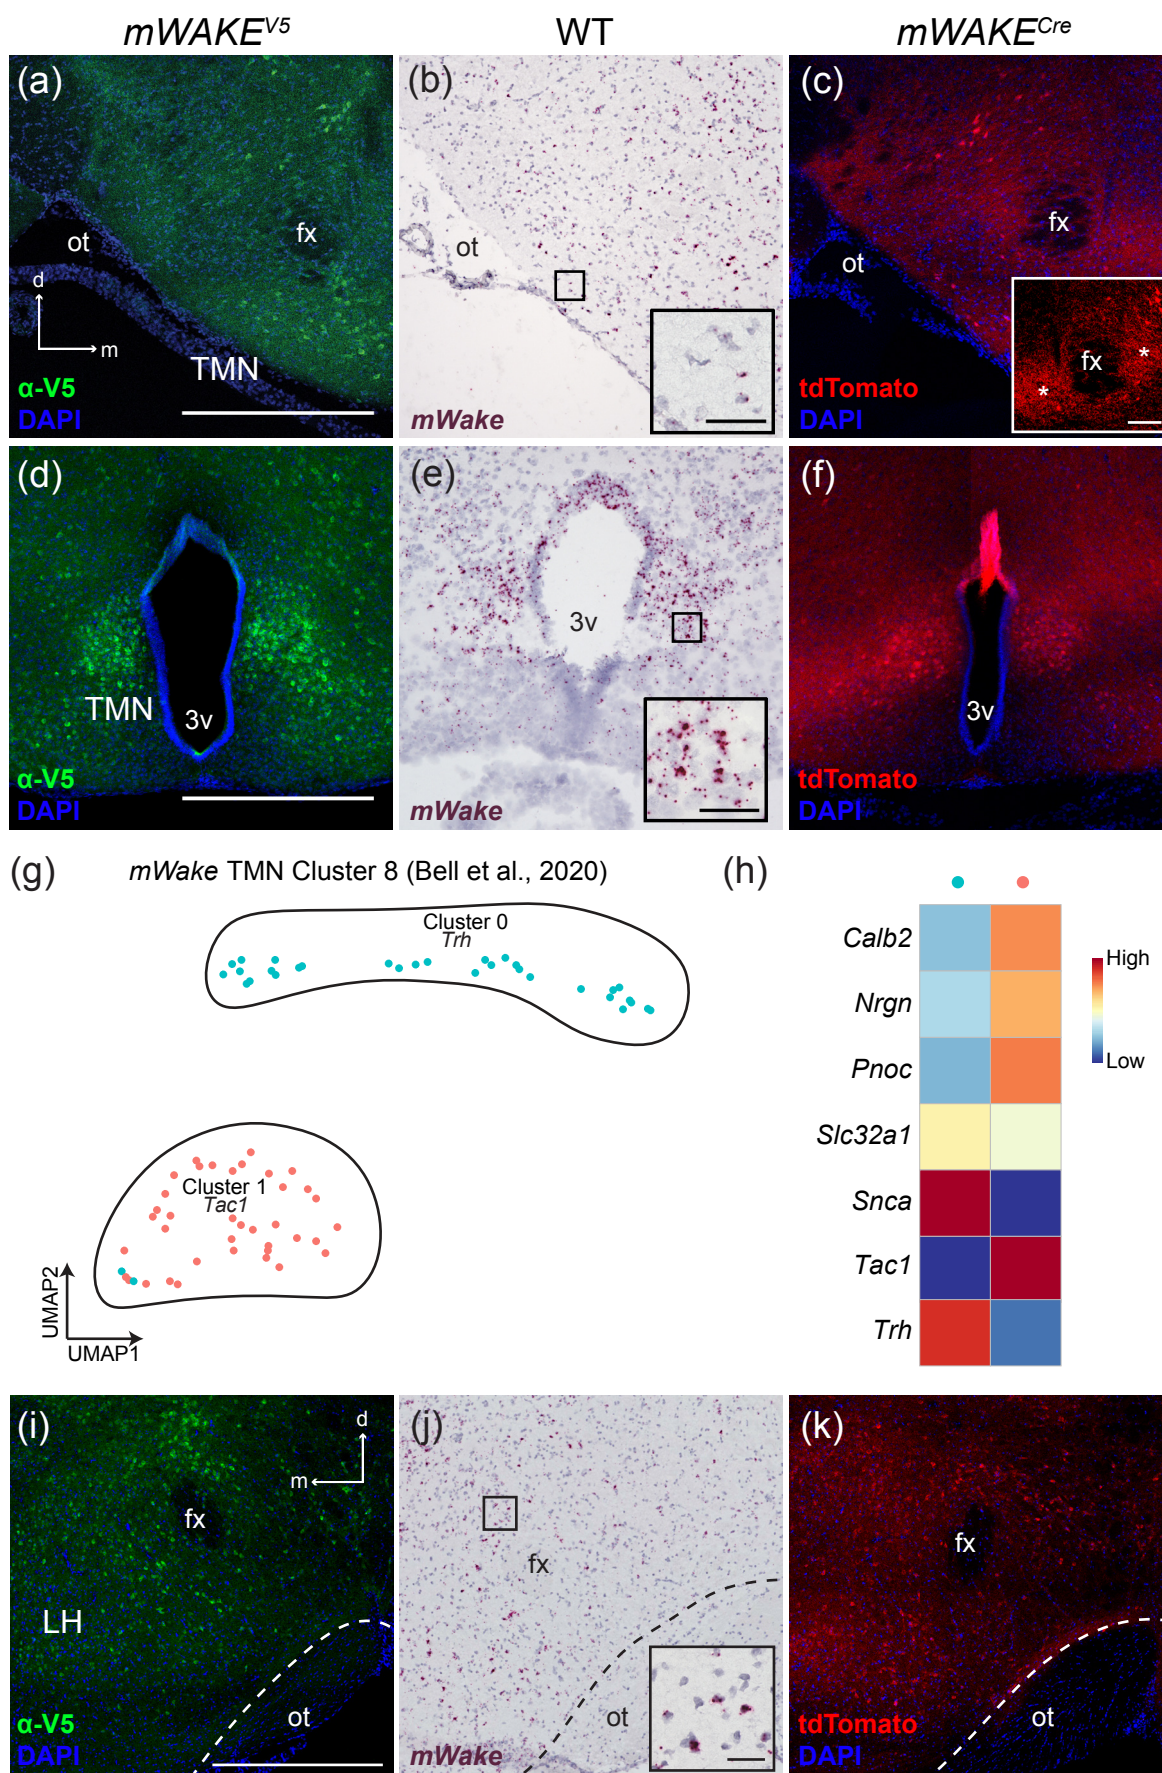 mWAKE^V5 WT mWAKE^Cre
(a) (b) (c)
fx fx
ot ot ot
d
m
fx
TMN
* *
α-V5 mWake tdTomato
DAPI DAPI
(d) (e) (f)
3v
TMN
3v 3v
α-V5 tdTomato
DAPI mWake DAPI
(g) mWake TMN Cluster 8 (Bell et al., 2020) (h)
Cluster 0
Trh
Calb2
High
Nrgn
Low
Pnoc
Slc32a1
Cluster 1
Tac1
Snca
Tac1
Trh
UMAP2
UMAP1
(i) (j) (k)
d
m
fx fx fx
LH
ot ot ot
α-V5 tdTomato
DAPI mWake DAPI